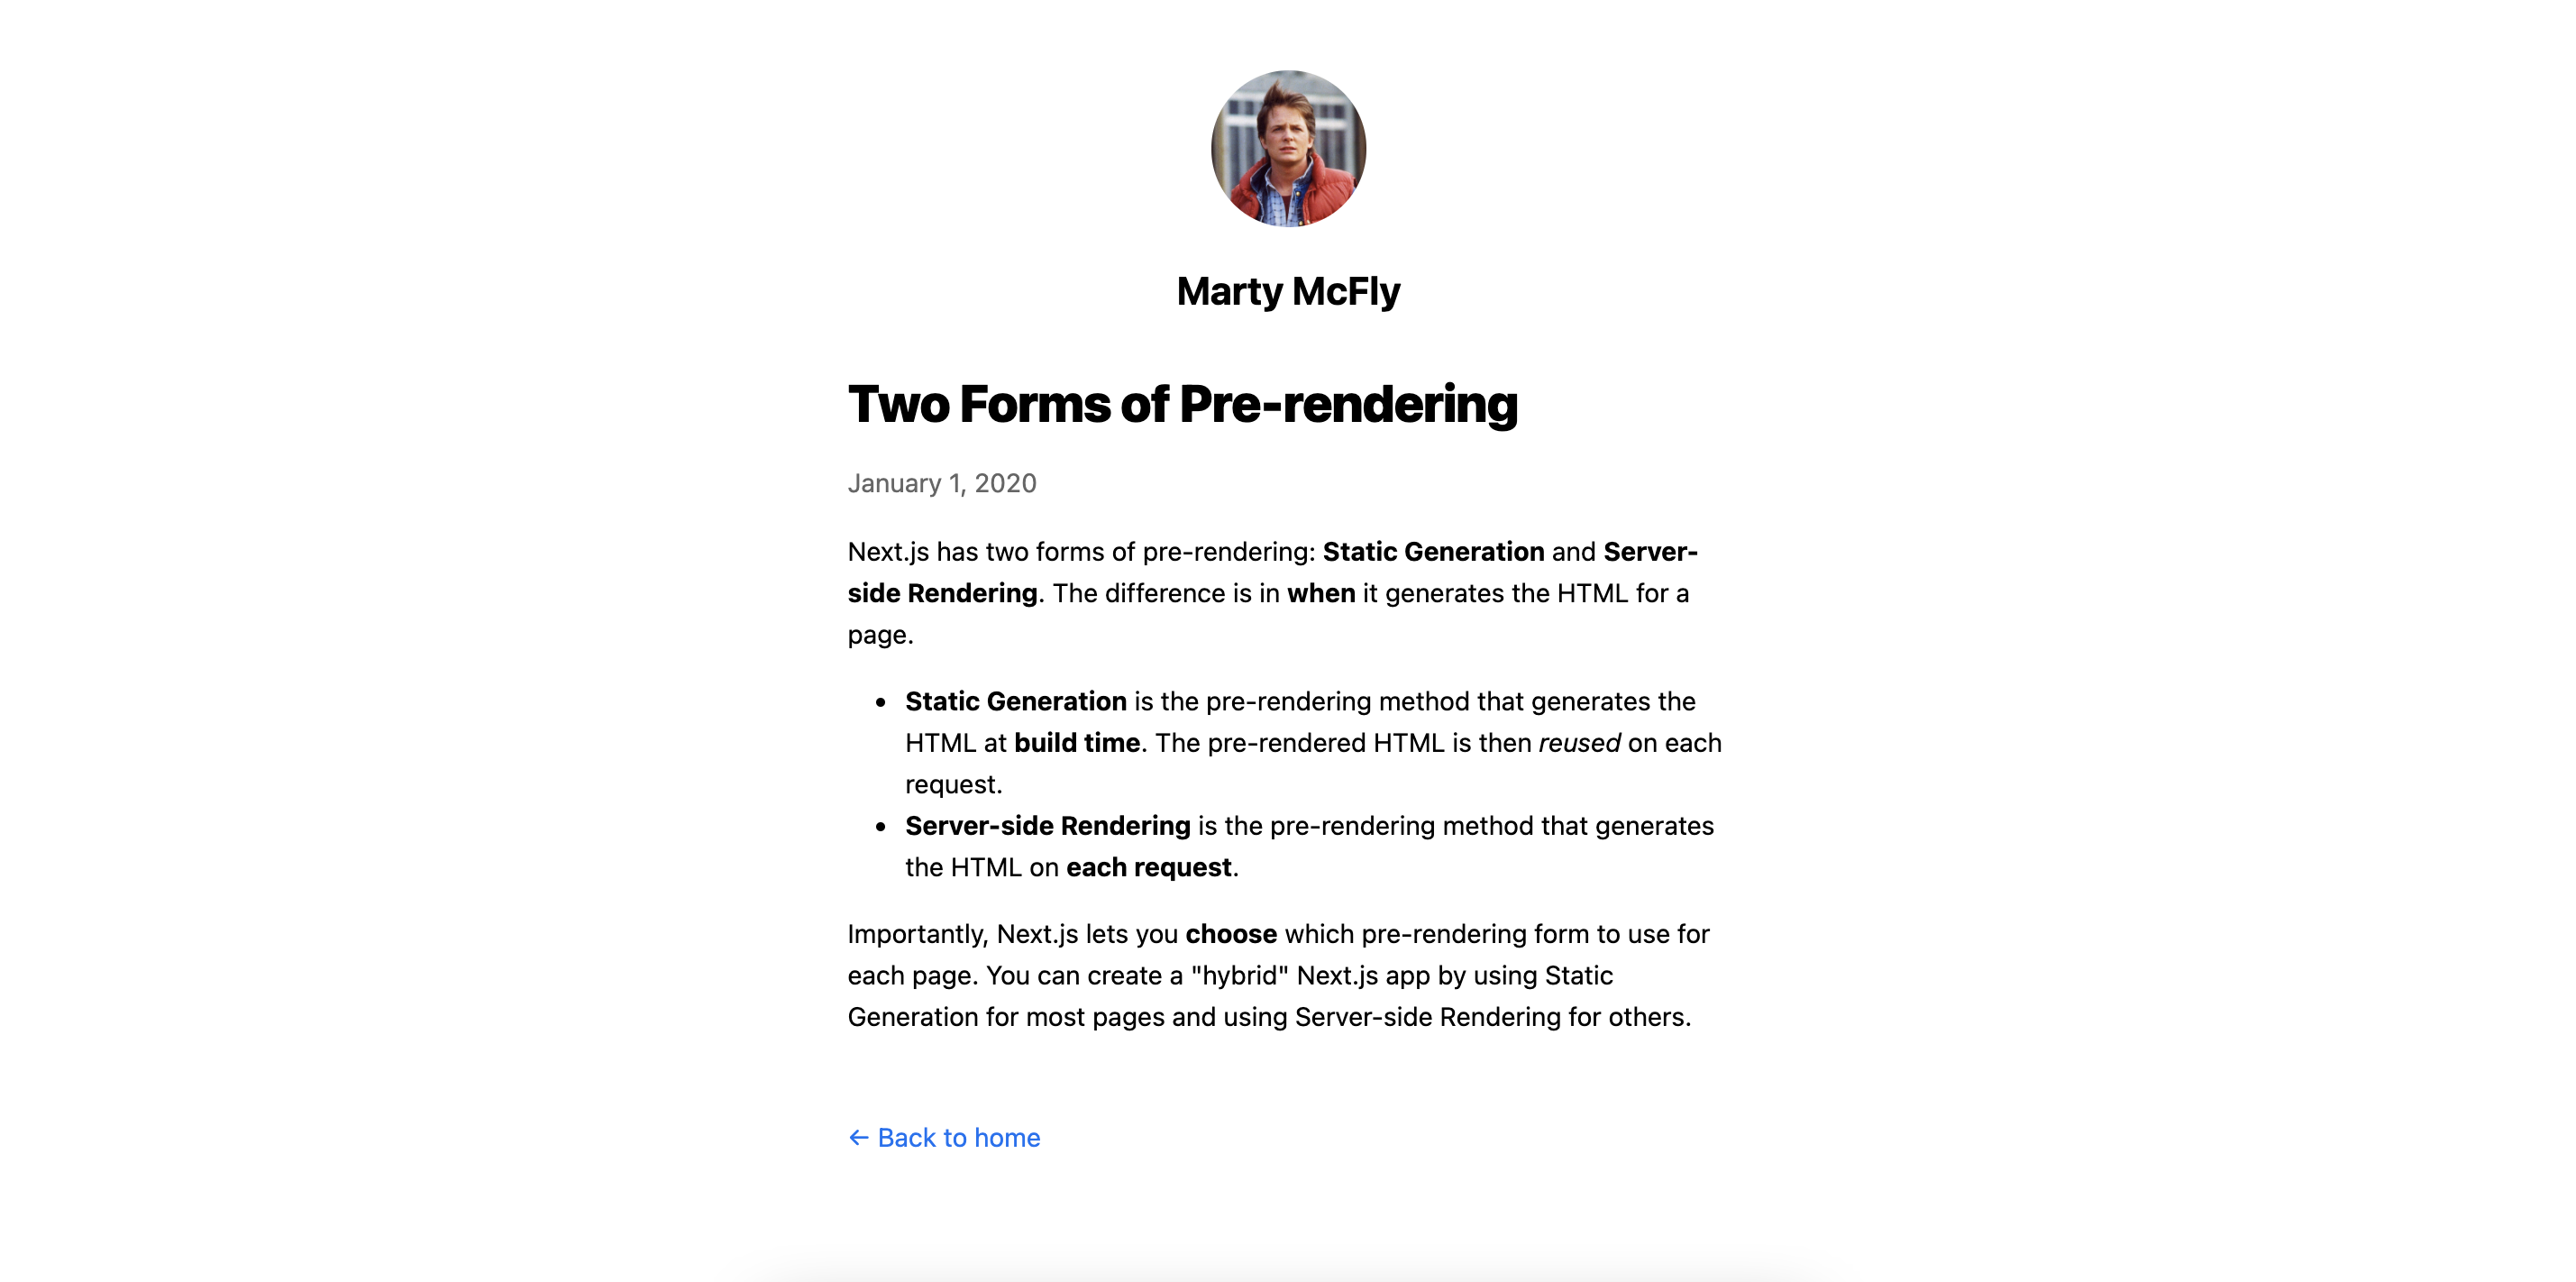 Marty McFly
Two Forms of Pre-rendering
January 1, 2020
Next.js has two forms of pre-rendering: Static Generation and Server-
side Rendering. The difference is in when it generates the HTML for a
page.
• Static Generation is the pre-rendering method that generates the
HTML at build time. The pre-rendered HTML is then reused on each
request.
• Server-side Rendering is the pre-rendering method that generates
the HTML on each request.
Importantly, Next.js lets you choose which pre-rendering form to use for
each page. You can create a "hybrid" Next.js app by using Static
Generation for most pages and using Server-side Rendering for others.
← Back to home